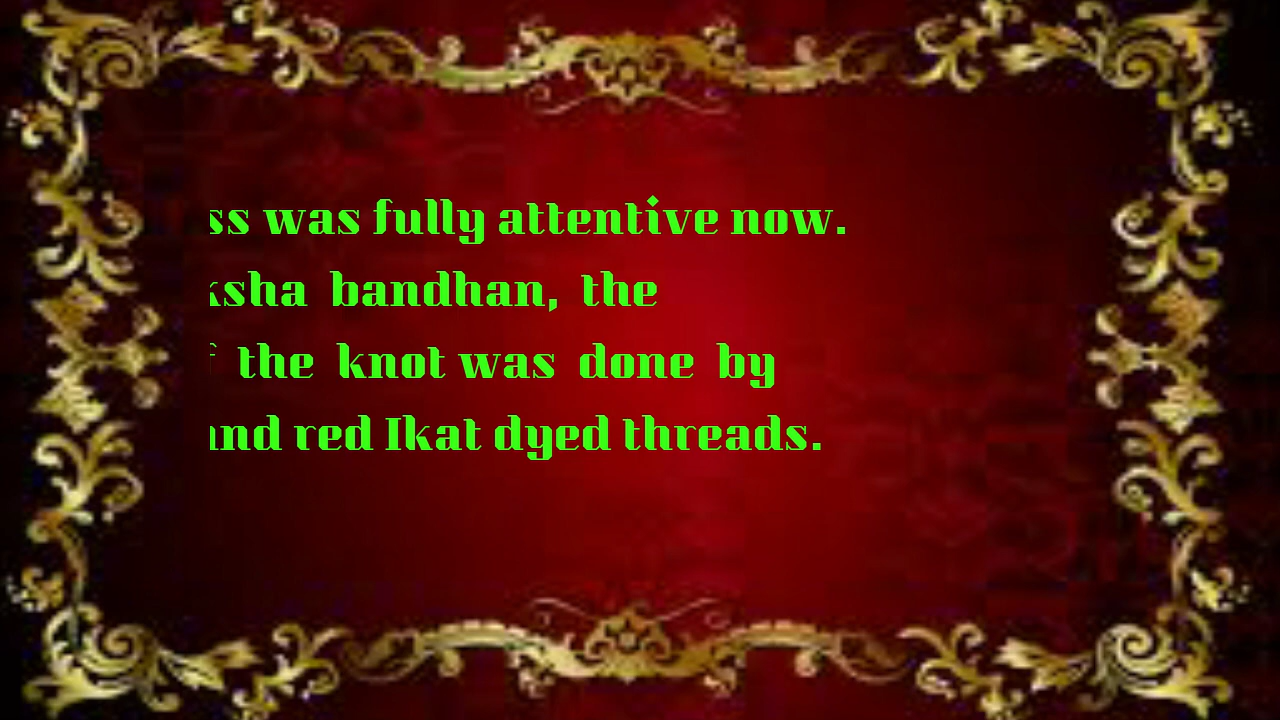 was fully attentive now.
bandhan, the
the knot was done by
red Ikat dyed threads.